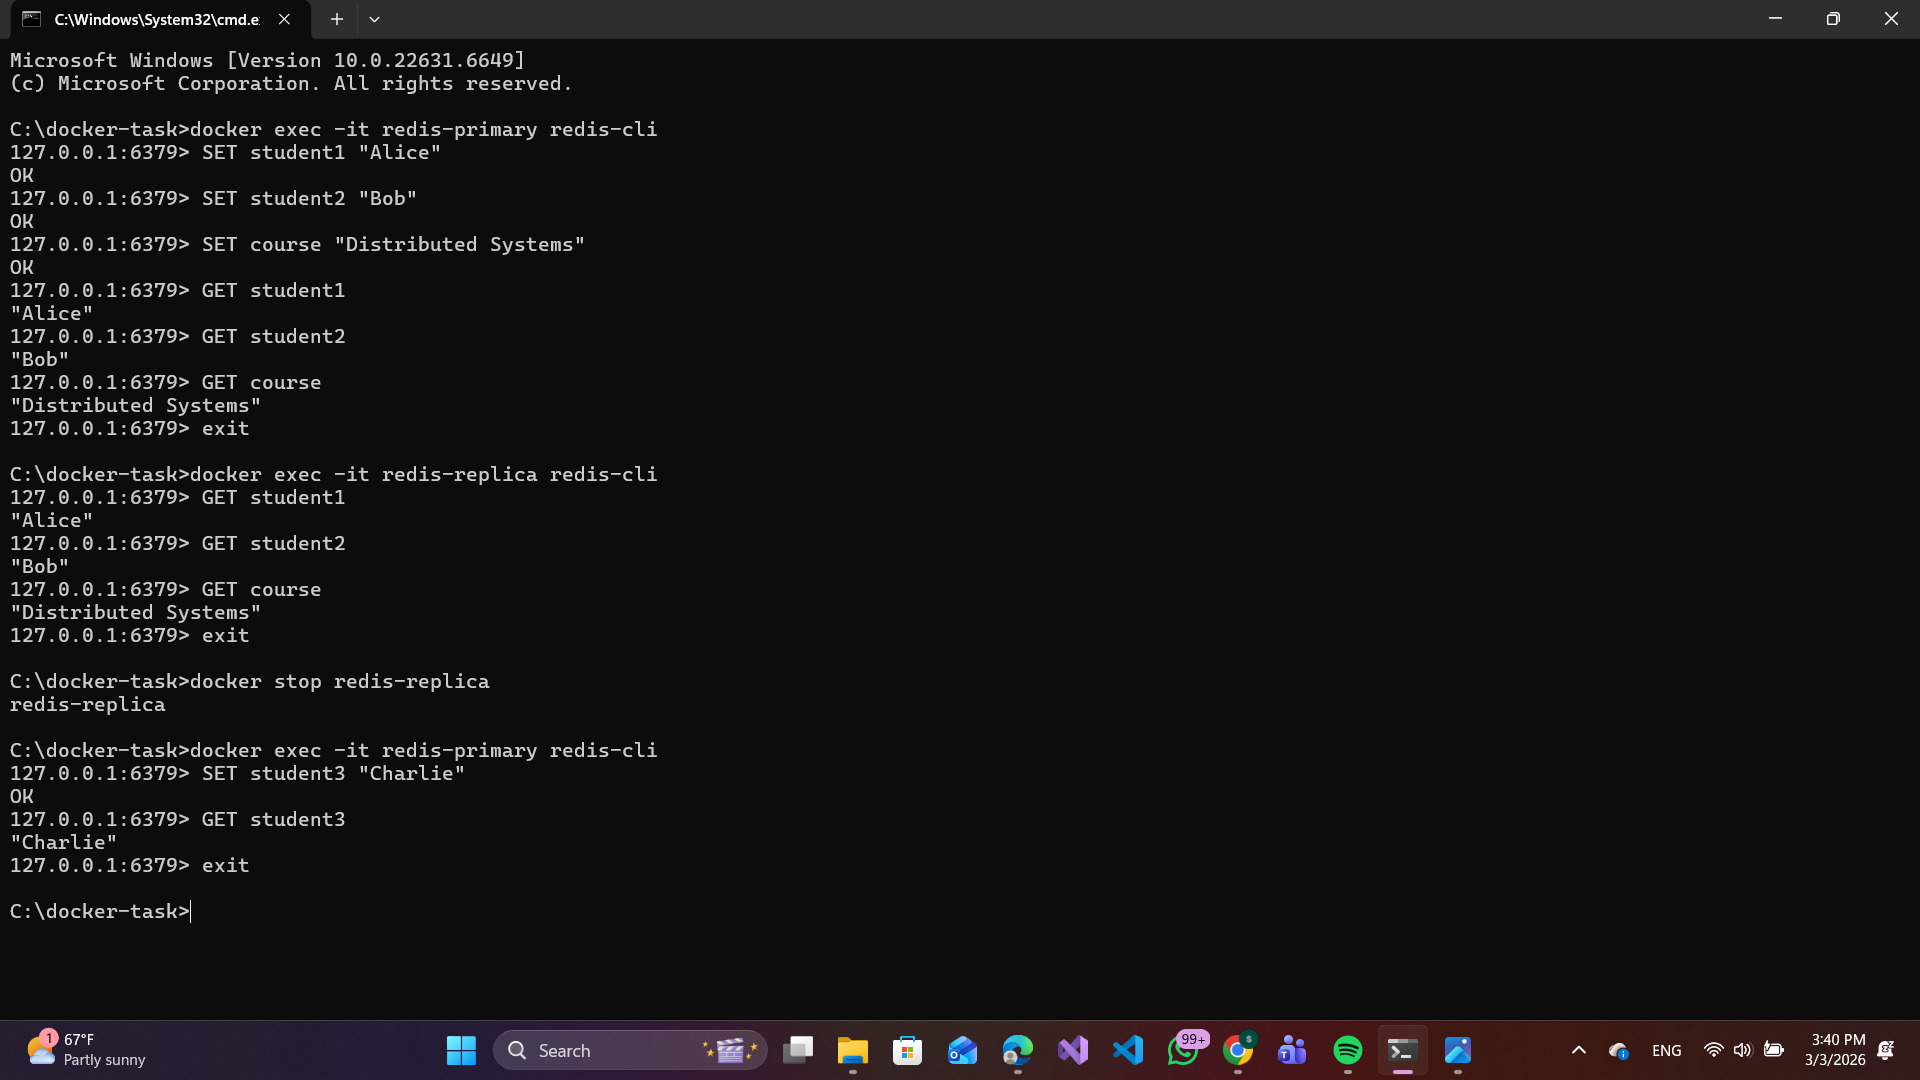 C:\Windows\System32\cmd.e
Microsoft Windows [Version 10.0.22631.6649]
(c) Microsoft Corporation. All rights reserved.
C:\docker-task>docker exec -it redis-primary redis-cli
127.0.0.1:6379> SET student1 "Alice"
OK
127.0.0.1:6379> SET student2 "Bob"
OK
127.0.0.1:6379> SET course "Distributed Systems"
OK
127.0.0.1:6379> GET student1
"Alice"
127.0.0.1:6379> GET student2
"Bob"
127.0.0.1:6379> GET course
"Distributed Systems"
127.0.0.1:6379> exit
C:\docker-task>docker exec -it redis-replica redis-cli
127.0.0.1:6379> GET student1
"Alice"
127.0.0.1:6379> GET student2
"Bob"
127.0.0.1:6379> GET course
"Distributed Systems"
127.0.0.1:6379> exit
C:\docker-task>docker stop redis-replica
redis-replica
C:\docker-task>docker exec -it redis-primary redis-cli
127.0.0.1:6379> SET student3 "Charlie"
OK
127.0.0.1:6379> GET student3
"Charlie"
127.0.0.1:6379> exit
C:\docker-task>
1
67°F
Partly sunny
Search
99+
$
ENG
3:40 PM
3/3/2026